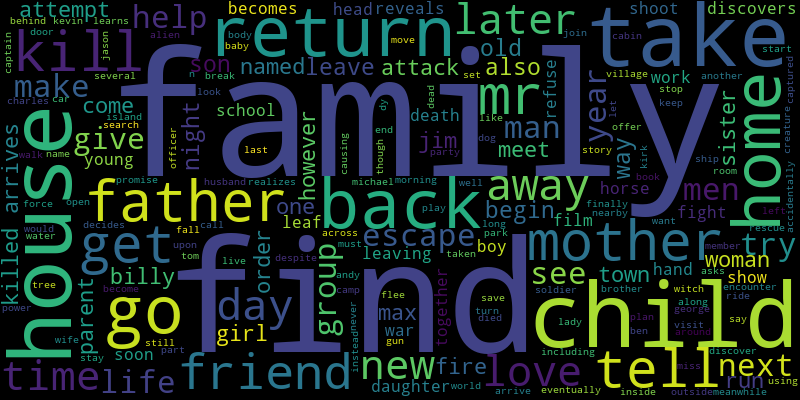 attempt
behind kevin learns
door
help
becomes
head reveals
later
shoot discovers
captain
kill
jason
alien
several
son
return
body
baby
old
move
join
cabin
take
start
make
charles
car
n
break
look
named leave
attack
also
mr
set
refuse
year
village
work
another
stop
keep
captured
creature
home
accidentally
family
come
island
search
school
death
dead
like
dog
man
let
offer
house
give
young
night
officer
last
however
causing
though
end
dy
jim
party
meet
story
way
kirk
ship
sister
room
walk
name
book
killed arrives
promise
husband
realizes
michael
morning
well
away
horse
men
left
force
open
father
one
back
play
long
begin
finally
nearby
want
fight
rescue
would
water
decides
fall
call
leaf
across
park
film
get
upon
tom
order
must
leaving
escape
boy
mother
member
try
tree
power
parent
billy
live
despite
group
andy
taken
see
town
hand
asks
woman
show
encounter
become
find
camp
flee
together
save
turn
soldier
brother
witch
ride
go
day
max
war
gun
died
child
along
george
plan
visit
say
wife
still
girl
never
instead
lady
ben
around
stay
soon
part
new
fire
including
tell
discover
next
time
life
friend
daughter
world
love
miss
run
using
arrive
eventually
inside
outside
meanwhile